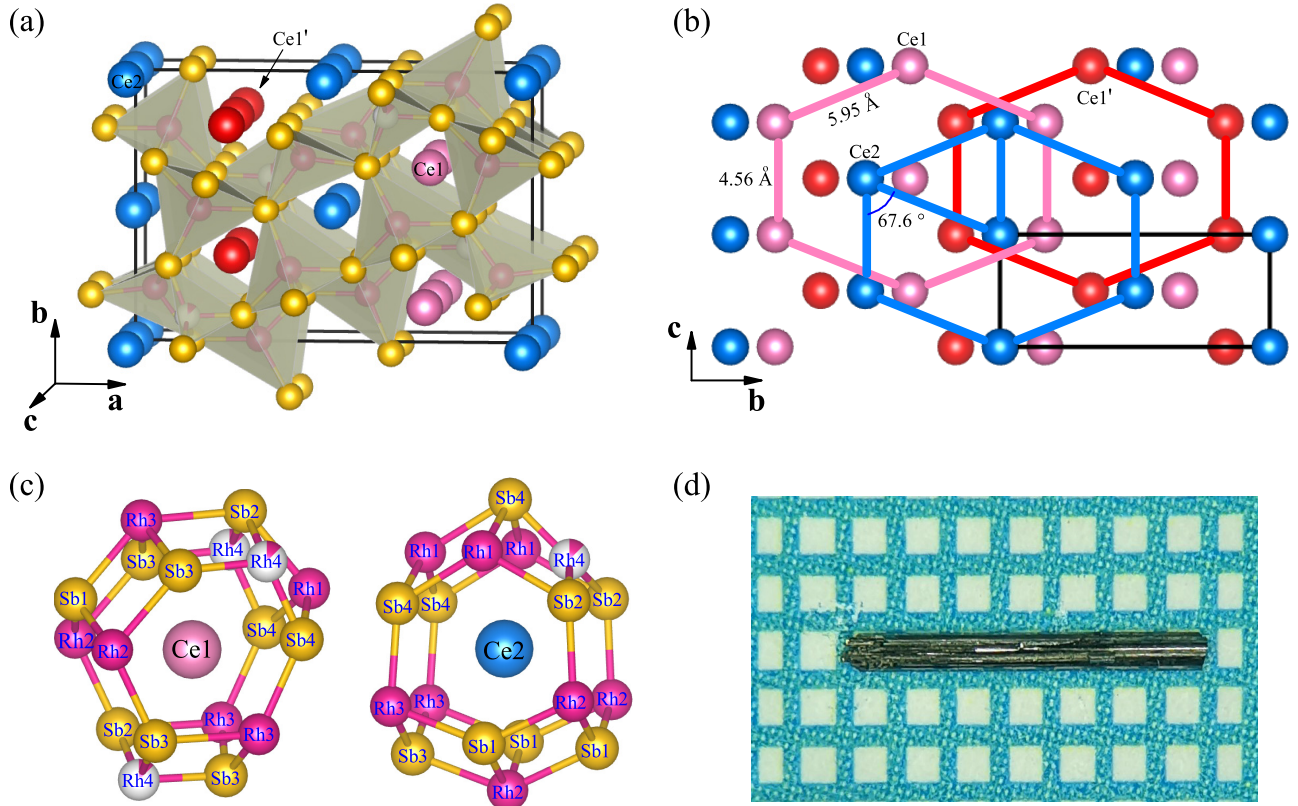 (a)
Ce1'
Ce2
Ce1
b
a
c
(b)
Ce1
5.95 Å
Ce1'
Ce2
4.56 Å
67.6 °
c
b
(c)
Rh3
Sb2
Rh4
Sb3
Rh4
Sb3
Rh1
Sb1
Sb4
Rh2
Sb4
Rh2
Ce1
Sb2
Rh3
Sb3
Rh3
Rh4
Sb3
Sb4
Rh1
Rh1
Rh1
Rh4
Sb4
Sb4
Sb2
Sb2
Ce2
Rh3
Rh3
Rh2
Rh2
Sb3
Sb1
Sb1
Sb1
Rh2
(d)